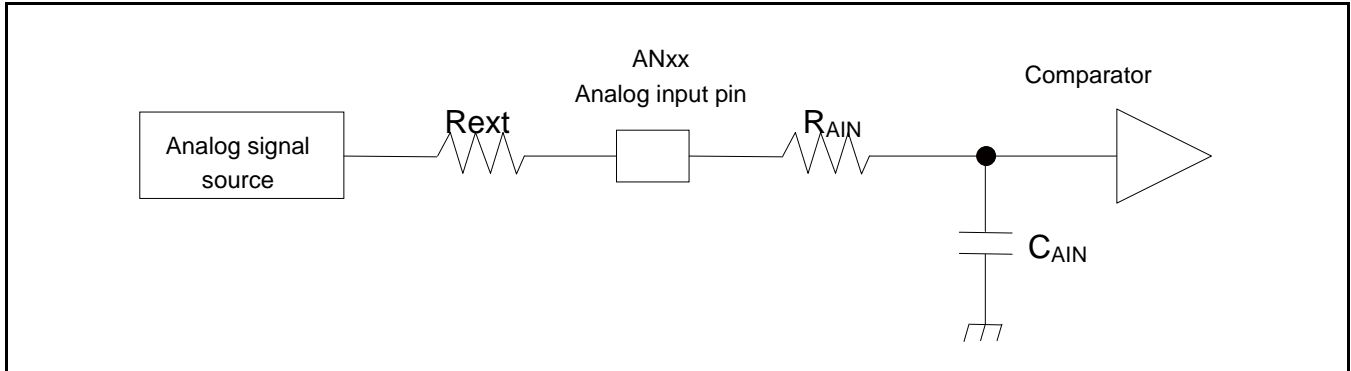 ANxx
Analog input pin
Comparator
Analog signal
source
Rext
RAIN
CAIN